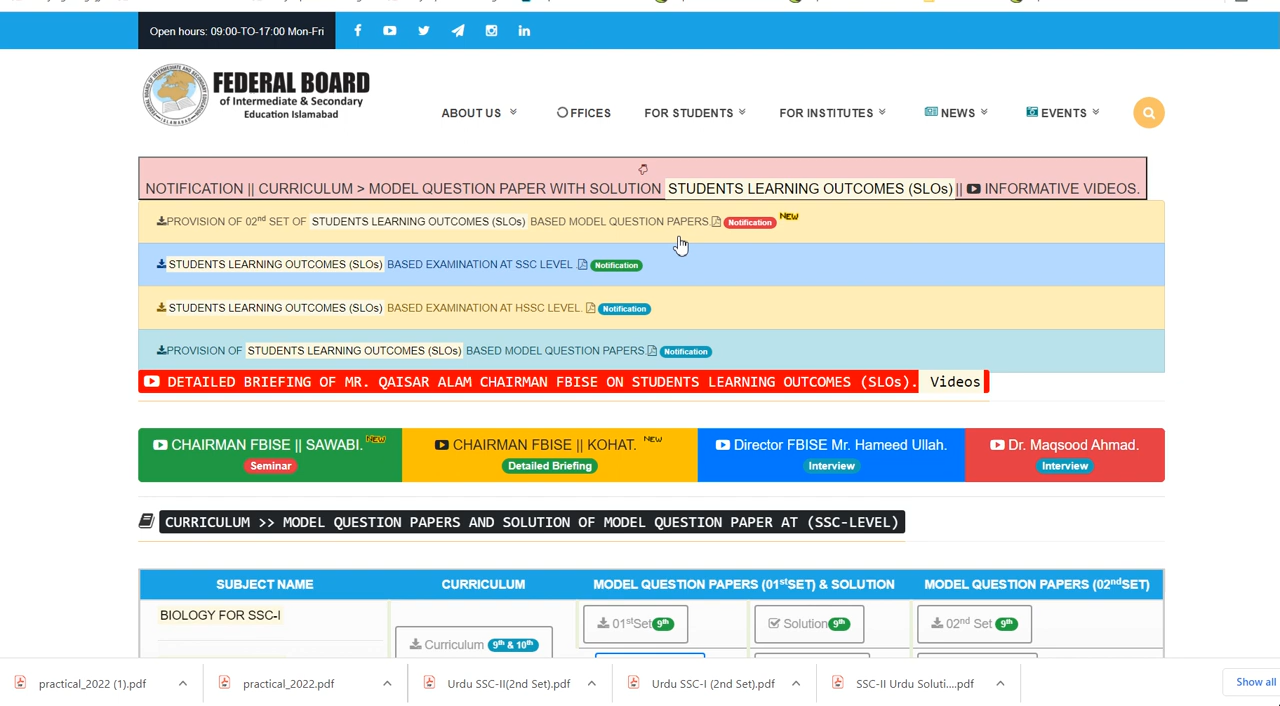 Open hours: 09:00-TO-17:00 Mon-Fri
FEDERAL BOARD
of Intermediate & Secondary
Education Islamabad
ABOUT US
OFFICES
FOR STUDENTS
FOR INSTITUTES
NEWS
EVENTS
NOTIFICATION || CURRICULUM > MODEL QUESTION PAPER WITH SOLUTION STUDENTS LEARNING OUTCOMES (SLOs) || INFORMATIVE VIDEOS.
PROVISION OF 02nd SET OF STUDENTS LEARNING OUTCOMES (SLOs) BASED MODEL QUESTION PAPERS. Notification NEW
STUDENTS LEARNING OUTCOMES (SLOs) BASED EXAMINATION AT SSC LEVEL . Notification
STUDENTS LEARNING OUTCOMES (SLOs) BASED EXAMINATION AT HSSC LEVEL. Notification
PROVISION OF STUDENTS LEARNING OUTCOMES (SLOs) BASED MODEL QUESTION PAPERS. Notification
DETAILED BRIEFING OF MR. QAISAR ALAM CHAIRMAN FBISE ON STUDENTS LEARNING OUTCOMES (SLOs). Videos
CHAIRMAN FBISE || SAWABI. NEW
Seminar
CHAIRMAN FBISE || KOHAT. NEW
Detailed Briefing
Director FBISE Mr. Hameed Ullah.
Interview
Dr. Maqsood Ahmad.
Interview
CURRICULUM >> MODEL QUESTION PAPERS AND SOLUTION OF MODEL QUESTION PAPER AT (SSC-LEVEL)
SUBJECT NAME
CURRICULUM
MODEL QUESTION PAPERS (01stSET) & SOLUTION
MODEL QUESTION PAPERS (02ndSET)
BIOLOGY FOR SSC-I
Curriculum 9th & 10th
01stSet 9th
Solution 9th
02nd Set 9th
practical_2022 (1).pdf
practical_2022.pdf
Urdu SSC-II(2nd Set).pdf
Urdu SSC-I (2nd Set).pdf
SSC-II Urdu Soluti....pdf
Show all